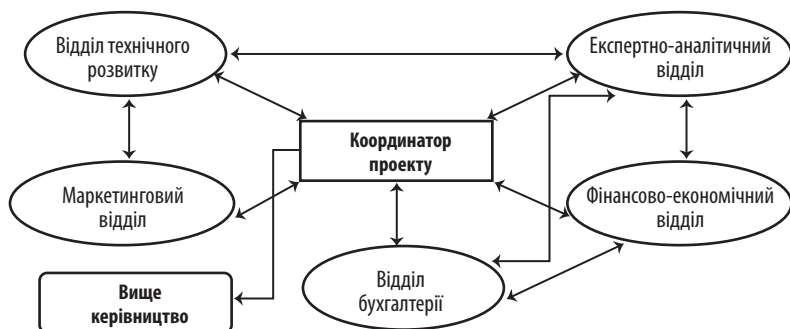 Відділ технічного
розвитку
Експертно-аналітичний
відділ
Координатор
проекту
Маркетинговий
відділ
Фінансово-економічний
відділ
Відділ
бухгалтерії
Вище
керівництво